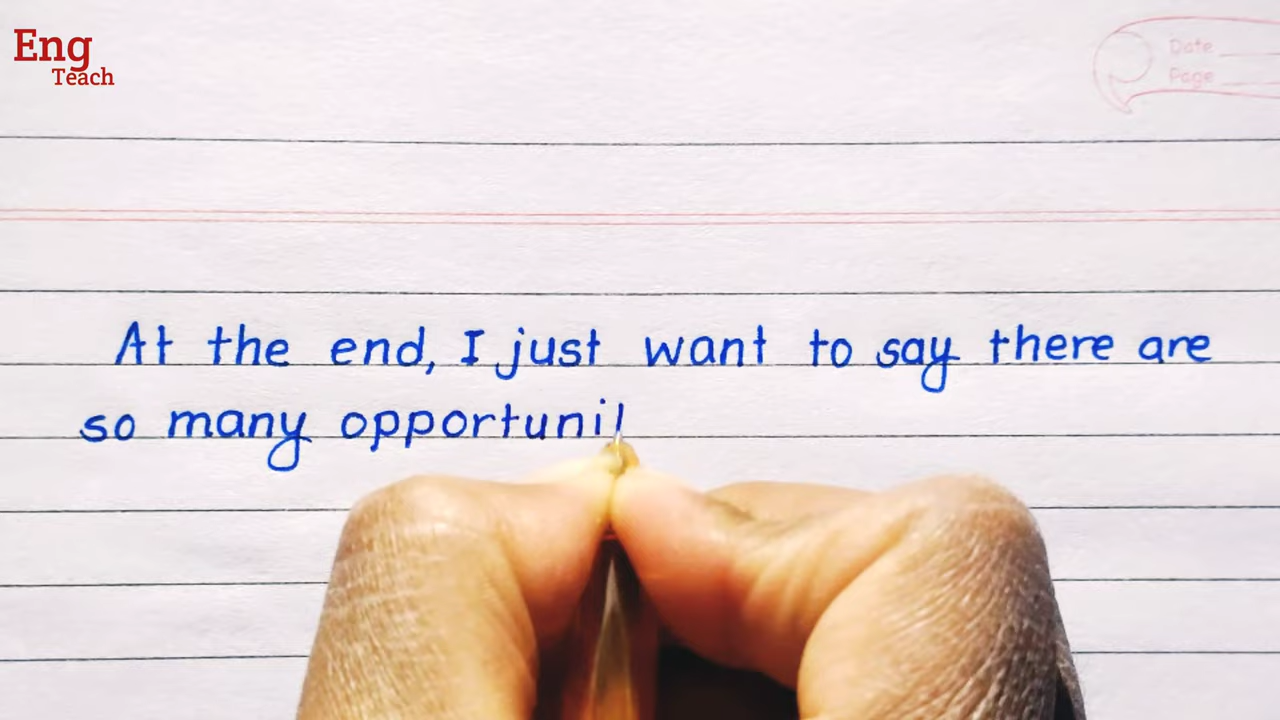 Eng
Teach
Date
Page
At the end, I just want to say there are
so many opportuni